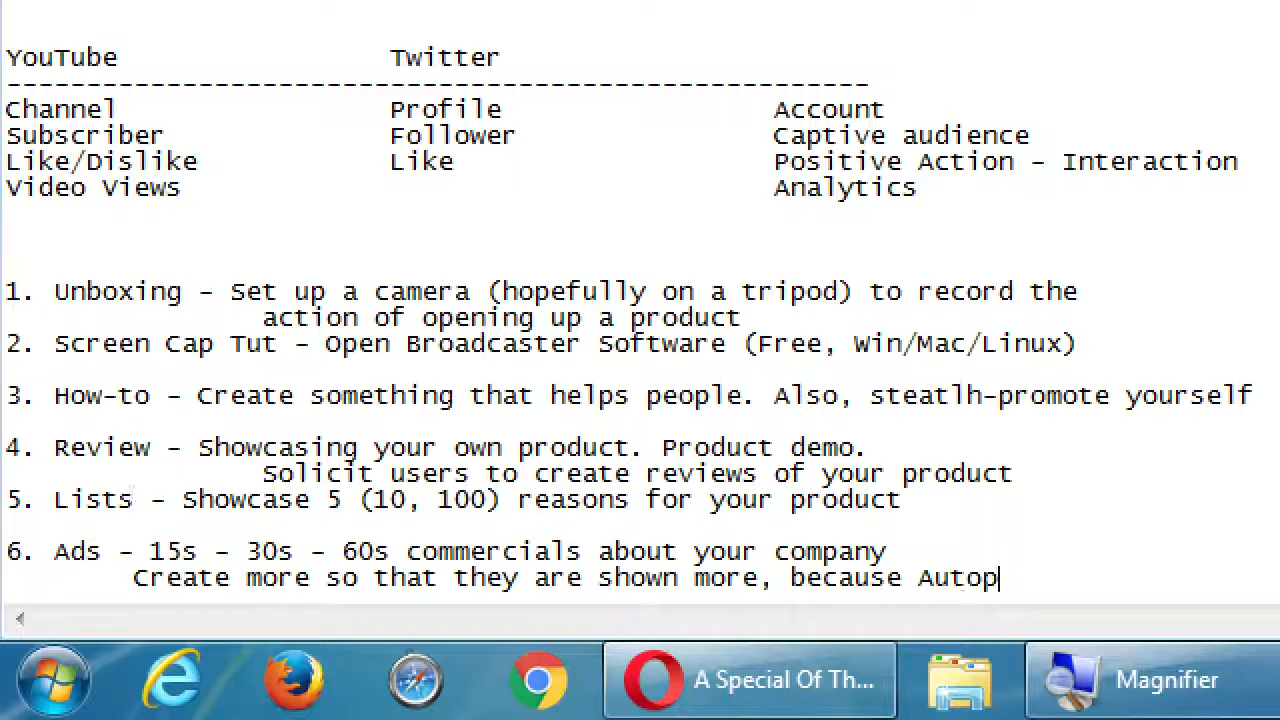 YouTube Twitter
------------------------------------------------------
Channel Profile Account
Subscriber Follower Captive audience
Like/Dislike Like Positive Action - Interaction
Video Views Analytics
1. Unboxing - Set up a camera (hopefully on a tripod) to record the
action of opening up a product
2. Screen Cap Tut - Open Broadcaster Software (Free, Win/Mac/Linux)
3. How-to - Create something that helps people. Also, steatlh-promote yourself
4. Review - Showcasing your own product. Product demo.
Solicit users to create reviews of your product
5. Lists - Showcase 5 (10, 100) reasons for your product
6. Ads - 15s - 30s - 60s commercials about your company
Create more so that they are shown more, because Autop
A Special Of Th... Magnifier